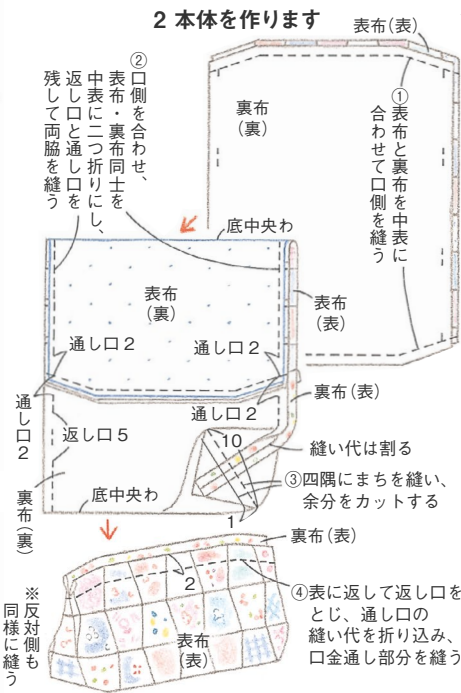 2 本体を作ります
表布(表)
裏布
(裏)
①表布と裏布を中表に
合わせて口側を縫う
②口側を合わせ、
表布・裏布同士を
中表に二つ折りにし、
返し口と通し口を
残して両脇を縫う
底中央わ
表布
(裏)
表布
(表)
通し口2
通し口2
裏布(表)
通し口2
通し口2
返し口5
10
縫い代は割る
③四隅にまちを縫い、
余分をカットする
裏布(裏)
底中央わ
1
裏布(表)
2
④表に返して返し口を
とじ、通し口の
縫い代を折り込み、
口金通し部分を縫う
表布
(表)
※反対側も
同様に縫う